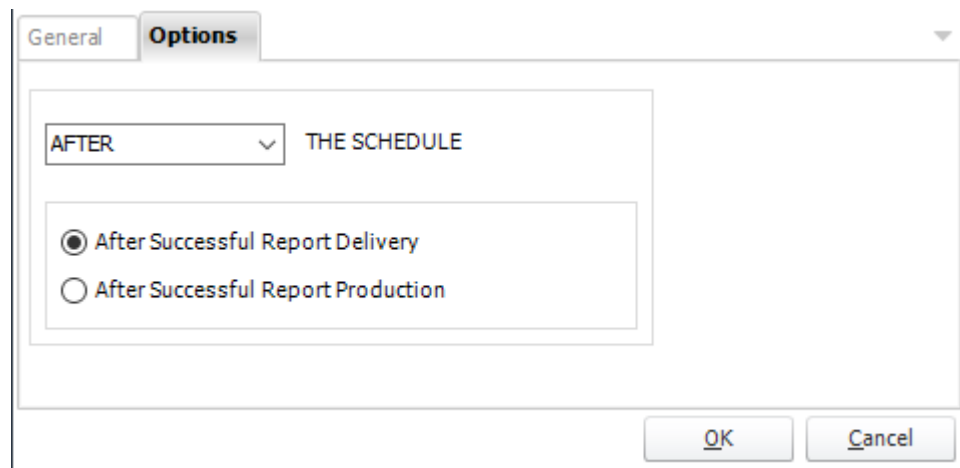 General Options
AFTER THE SCHEDULE
After Successful Report Delivery
After Successful Report Production
OK Cancel